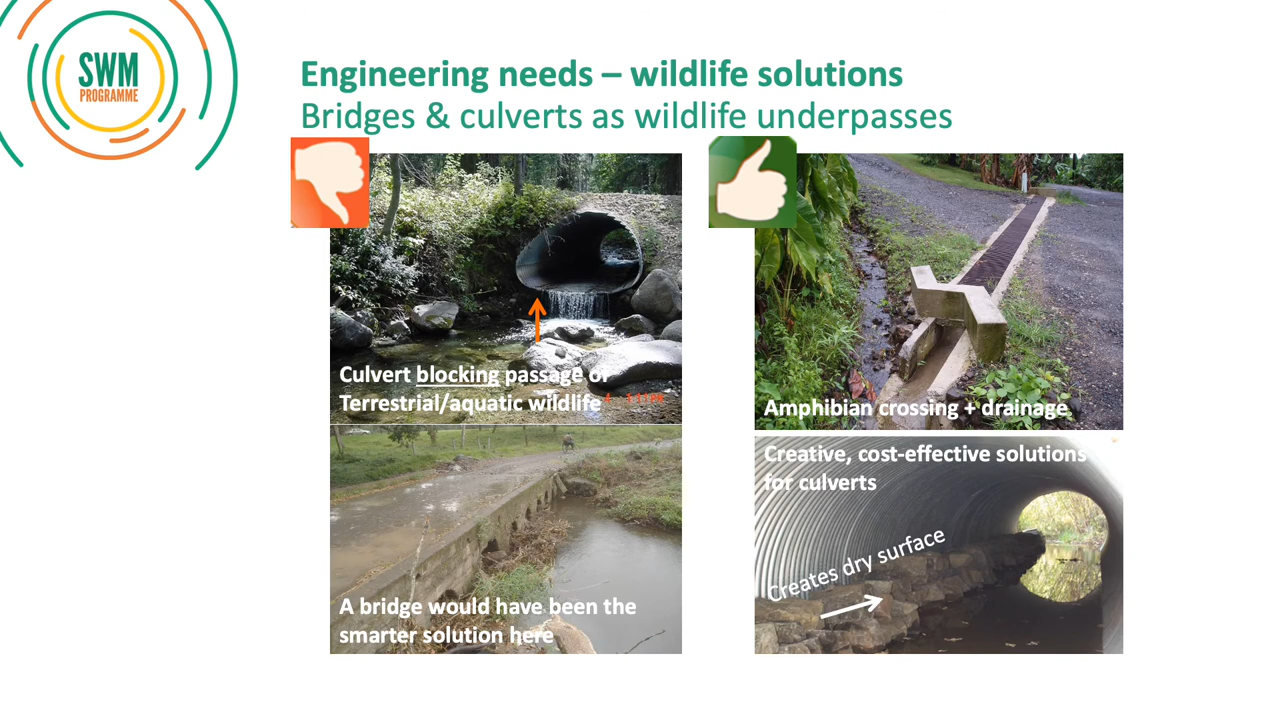 SWM
PROGRAMME
Engineering needs – wildlife solutions
Bridges & culverts as wildlife underpasses
Culvert blocking passage of
Terrestrial/aquatic wildlife
A bridge would have been the
smarter solution here
Amphibian crossing + drainage
Creative, cost-effective solutions
for culverts
Creates dry surface